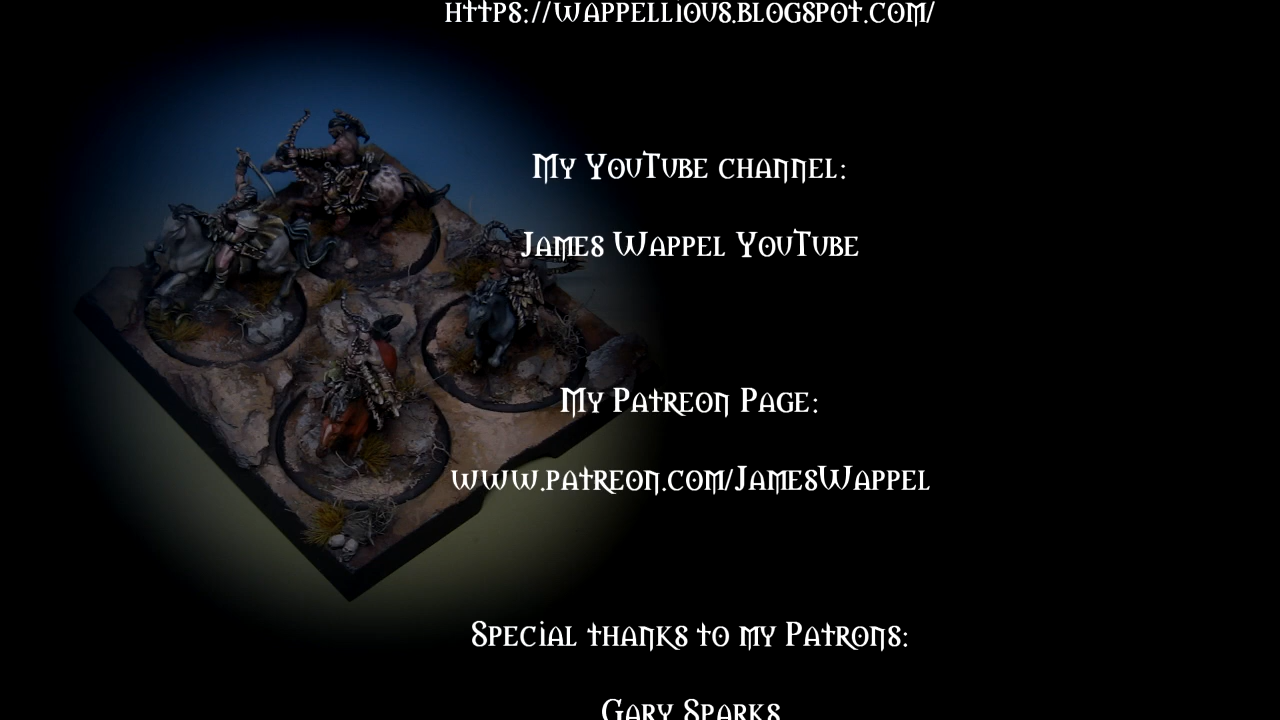 https://wappellious.blogspot.com/
My YouTube channel:
James Wappel YouTube
My Patreon Page:
www.patreon.com/JamesWappel
Special thanks to my Patrons:
Gary Sparks